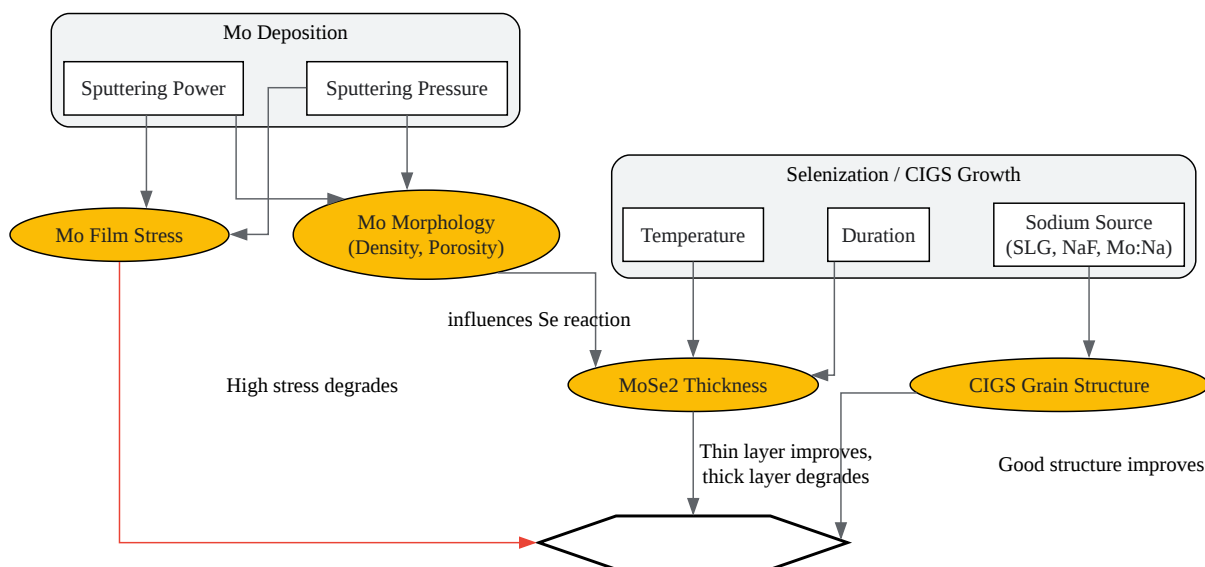 Mo Deposition
Sputtering Power
Sputtering Pressure
Selenization / CIGS Growth
Temperature
Duration
Sodium Source
(SLG, NaF, Mo:Na)
Mo Film Stress
Mo Morphology
(Density, Porosity)
influences Se reaction
High stress degrades
MoSe2 Thickness
CIGS Grain Structure
Thin layer improves,
thick layer degrades
Good structure improves